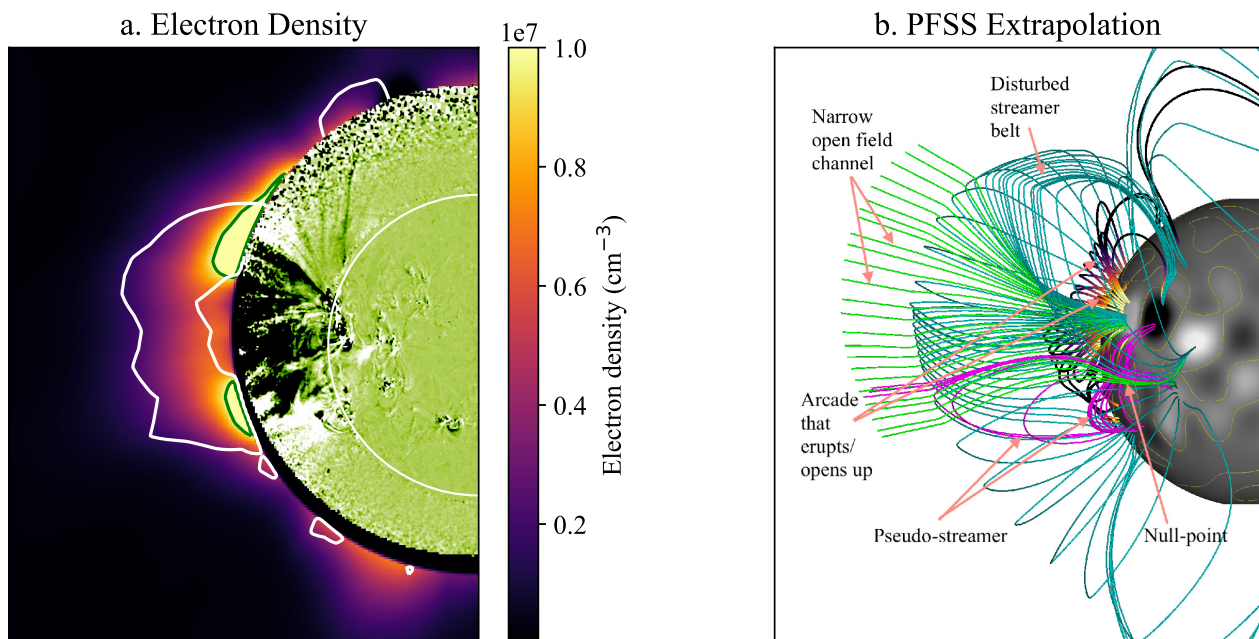 a. Electron Density
1e7
1.0
0.8
0.6
0.4
0.2
Electron density (cm⁻³)
b. PFSS Extrapolation
Disturbed
streamer
belt
Narrow
open field
channel
Arcade
that
erupts/
opens up
Pseudo-streamer
Null-point